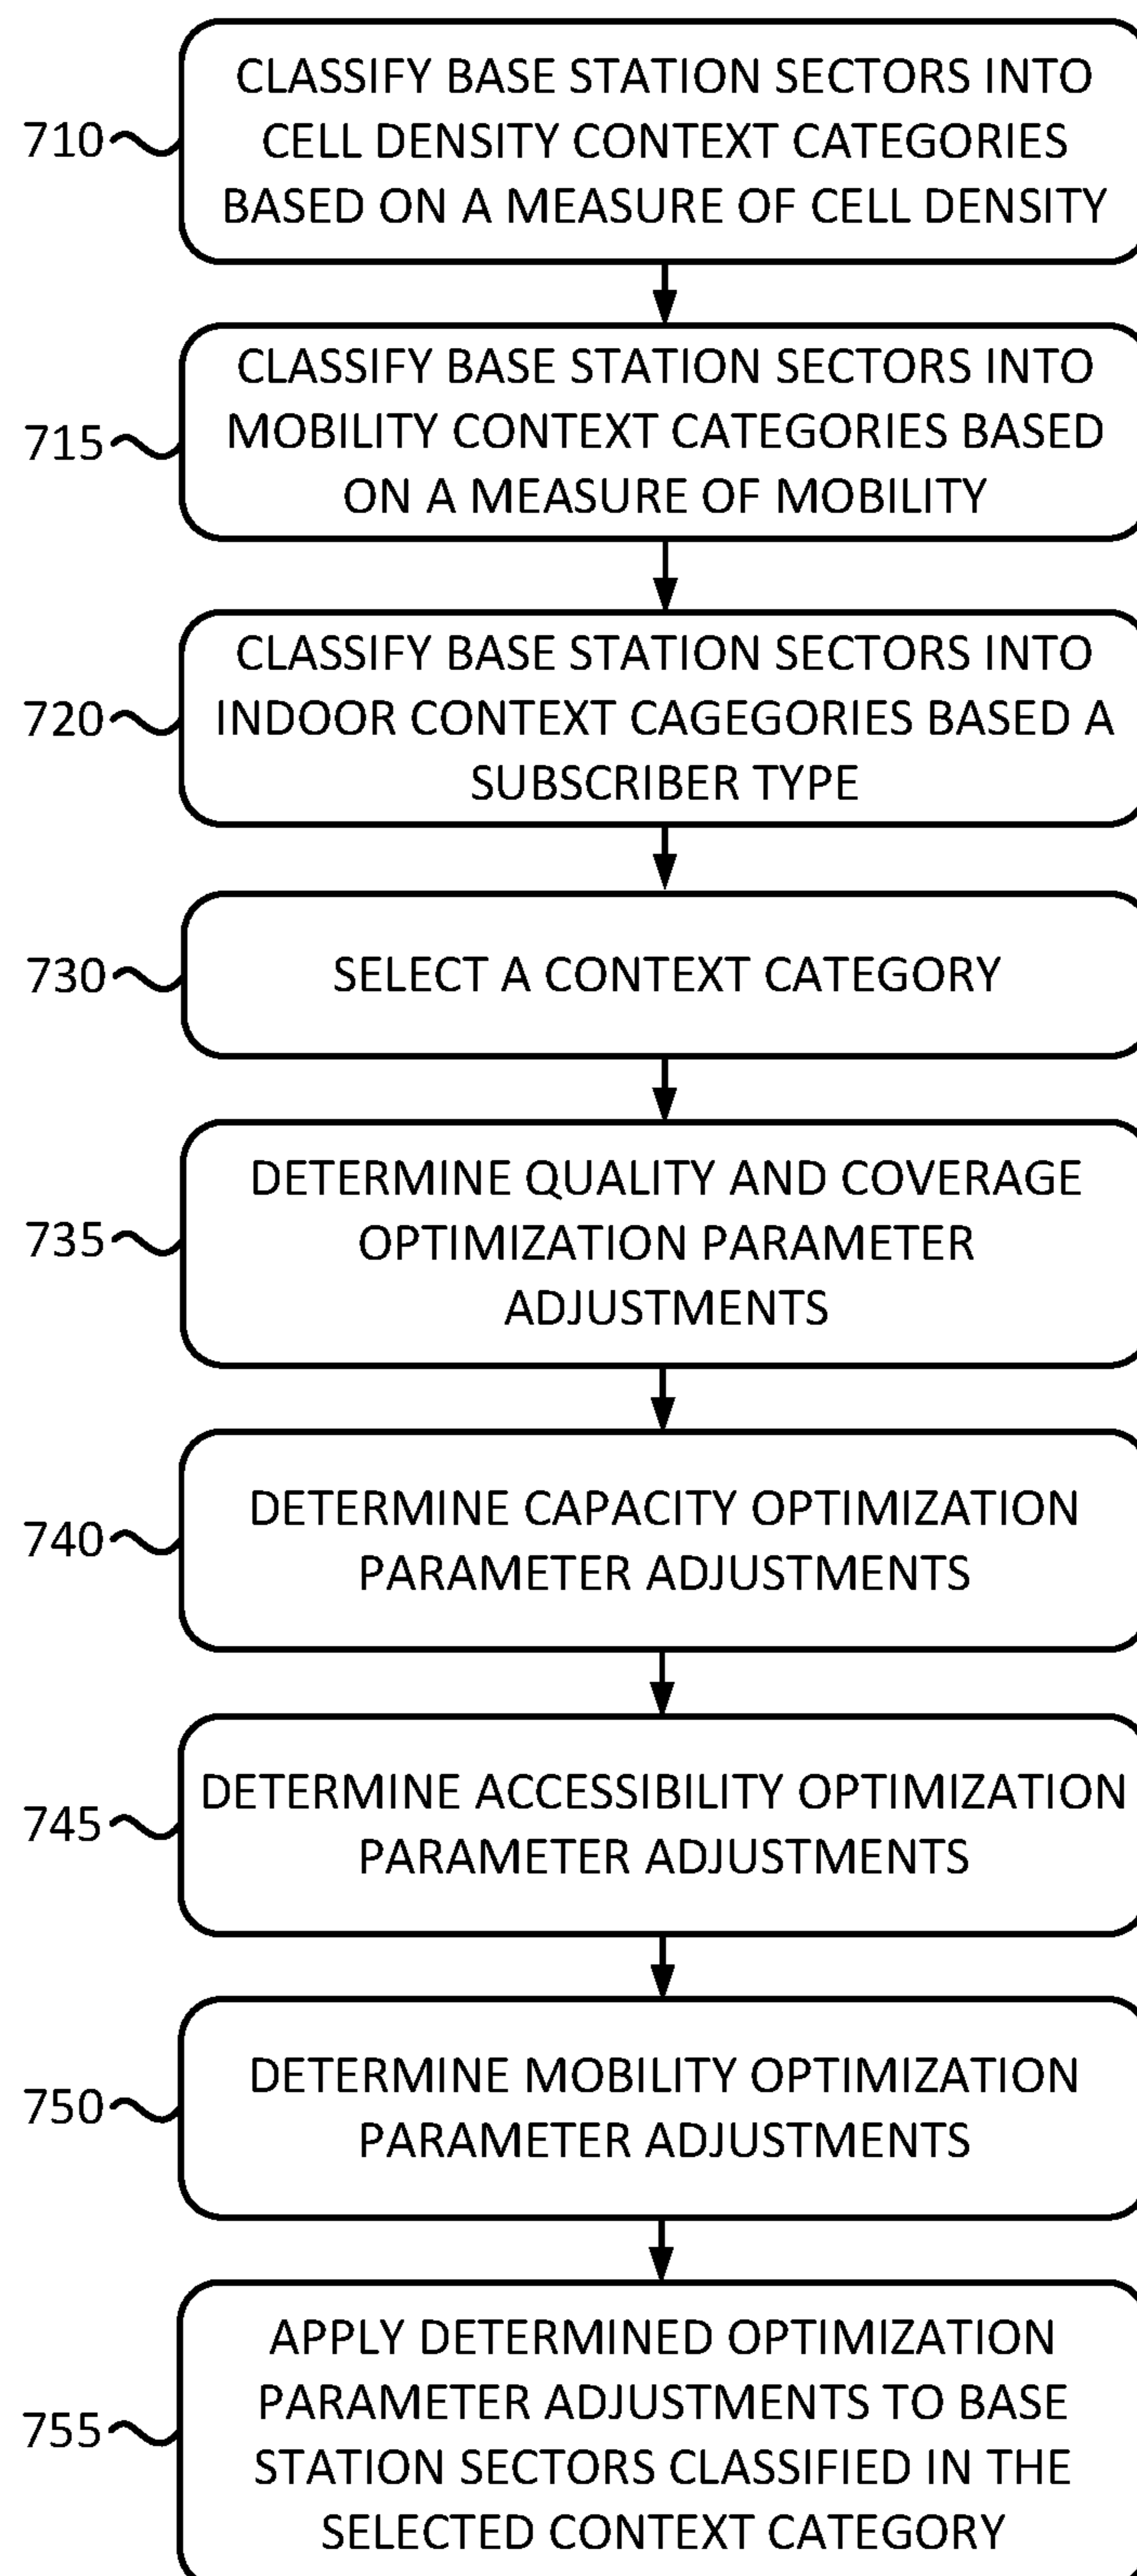 710
CLASSIFY BASE STATION SECTORS INTO
CELL DENSITY CONTEXT CATEGORIES
BASED ON A MEASURE OF CELL DENSITY
715
CLASSIFY BASE STATION SECTORS INTO
MOBILITY CONTEXT CATEGORIES BASED
ON A MEASURE OF MOBILITY
720
CLASSIFY BASE STATION SECTORS INTO
INDOOR CONTEXT CAGEGORIES BASED A
SUBSCRIBER TYPE
730
SELECT A CONTEXT CATEGORY
735
DETERMINE QUALITY AND COVERAGE
OPTIMIZATION PARAMETER
ADJUSTMENTS
740
DETERMINE CAPACITY OPTIMIZATION
PARAMETER ADJUSTMENTS
745
DETERMINE ACCESSIBILITY OPTIMIZATION
PARAMETER ADJUSTMENTS
750
DETERMINE MOBILITY OPTIMIZATION
PARAMETER ADJUSTMENTS
755
APPLY DETERMINED OPTIMIZATION
PARAMETER ADJUSTMENTS TO BASE
STATION SECTORS CLASSIFIED IN THE
SELECTED CONTEXT CATEGORY